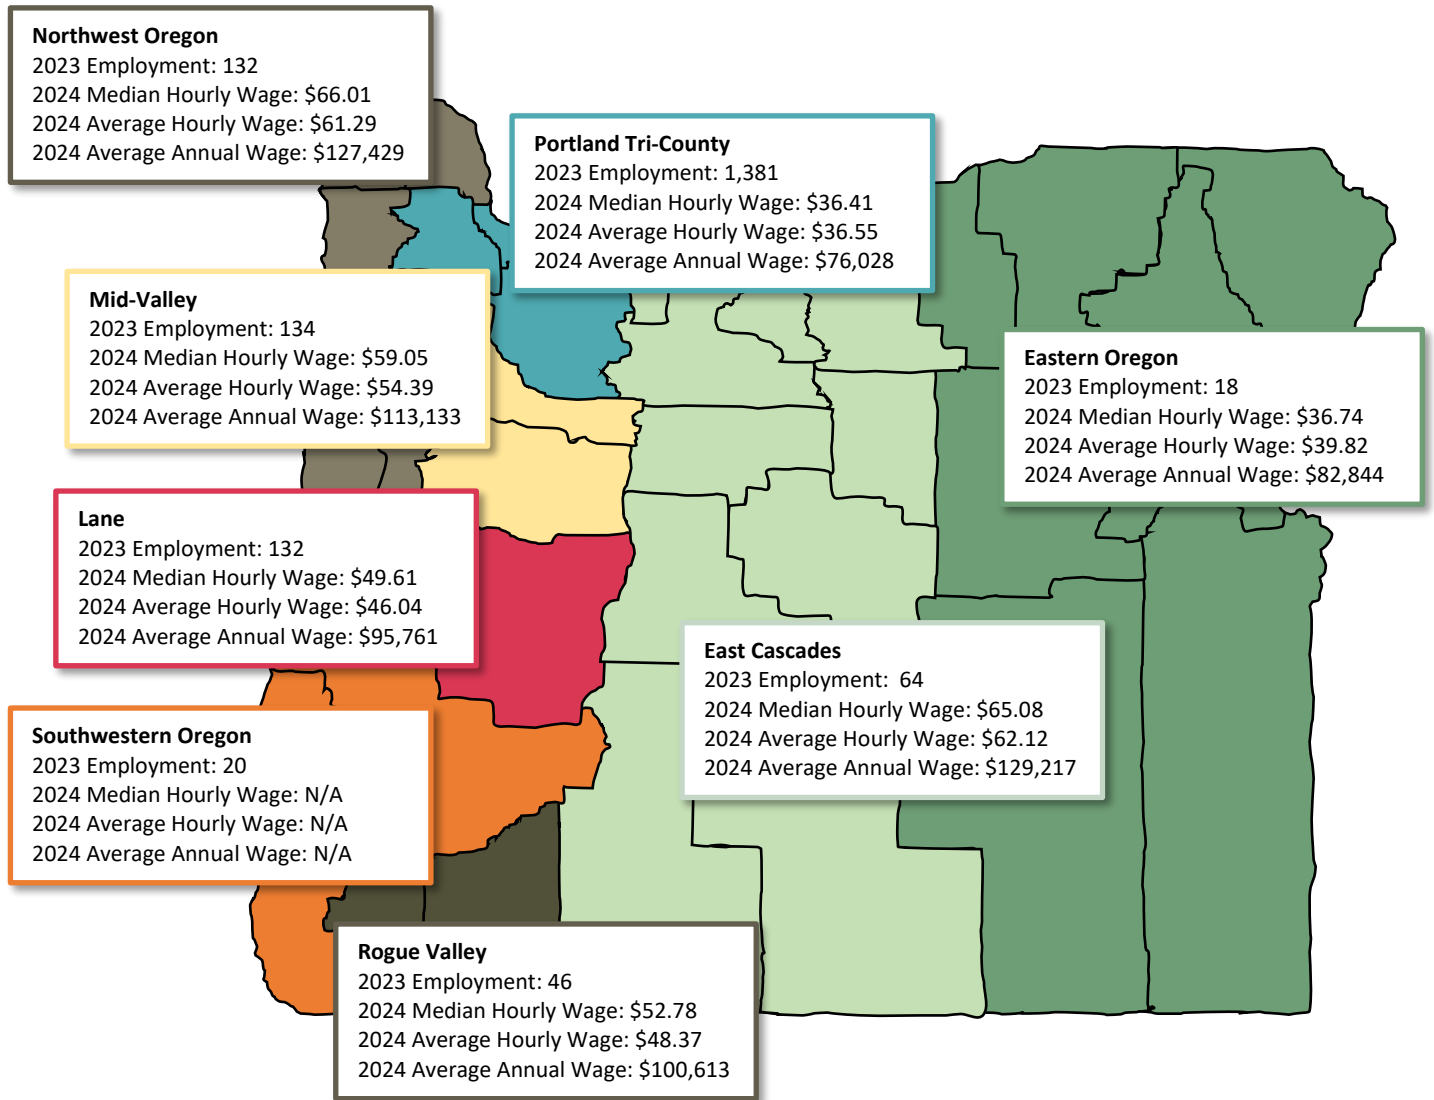 Northwest Oregon
2023 Employment: 132
2024 Median Hourly Wage: $66.01
2024 Average Hourly Wage: $61.29
2024 Average Annual Wage: $127,429
Portland Tri-County
2023 Employment: 1,381
2024 Median Hourly Wage: $36.41
2024 Average Hourly Wage: $36.55
2024 Average Annual Wage: $76,028
Mid-Valley
2023 Employment: 134
2024 Median Hourly Wage: $59.05
2024 Average Hourly Wage: $54.39
2024 Average Annual Wage: $113,133
Eastern Oregon
2023 Employment: 18
2024 Median Hourly Wage: $36.74
2024 Average Hourly Wage: $39.82
2024 Average Annual Wage: $82,844
Lane
2023 Employment: 132
2024 Median Hourly Wage: $49.61
2024 Average Hourly Wage: $46.04
2024 Average Annual Wage: $95,761
East Cascades
2023 Employment:  64
2024 Median Hourly Wage: $65.08
2024 Average Hourly Wage: $62.12
2024 Average Annual Wage: $129,217
Southwestern Oregon
2023 Employment: 20
2024 Median Hourly Wage: N/A
2024 Average Hourly Wage: N/A
2024 Average Annual Wage: N/A
Rogue Valley
2023 Employment: 46
2024 Median Hourly Wage: $52.78
2024 Average Hourly Wage: $48.37
2024 Average Annual Wage: $100,613